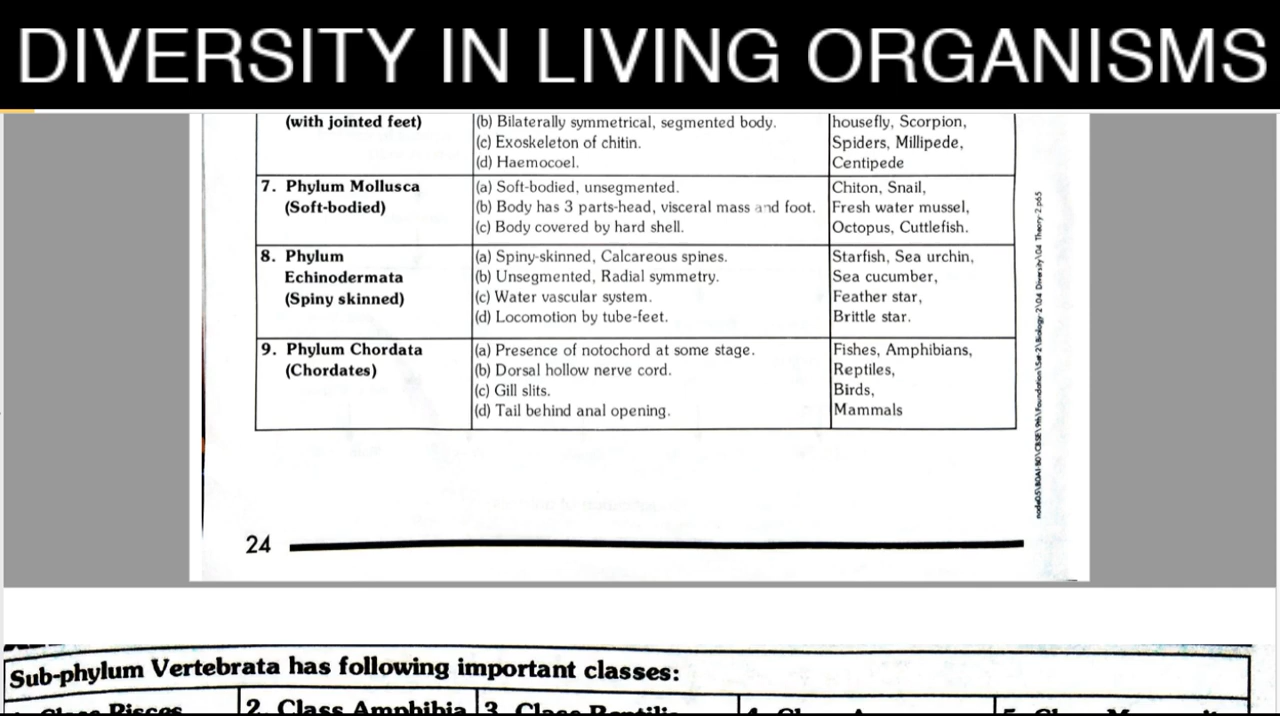 DIVERSITY IN LIVING ORGANISMS
(with jointed feet)
(b) Bilaterally symmetrical, segmented body.
(c) Exoskeleton of chitin.
(d) Haemocoel.
housefly, Scorpion,
Spiders, Millipede,
Centipede
7. Phylum Mollusca
(Soft-bodied)
(a) Soft-bodied, unsegmented.
(b) Body has 3 parts-head, visceral mass and foot.
(c) Body covered by hard shell.
Chiton, Snail,
Fresh water mussel,
Octopus, Cuttlefish.
8. Phylum
Echinodermata
(Spiny skinned)
(a) Spiny-skinned, Calcareous spines.
(b) Unsegmented, Radial symmetry.
(c) Water vascular system.
(d) Locomotion by tube-feet.
Starfish, Sea urchin,
Sea cucumber,
Feather star,
Brittle star.
9. Phylum Chordata
(Chordates)
(a) Presence of notochord at some stage.
(b) Dorsal hollow nerve cord.
(c) Gill slits.
(d) Tail behind anal opening.
Fishes, Amphibians,
Reptiles,
Birds,
Mammals
24
Sub-phylum Vertebrata has following important classes:
Class Pisces
2. Class Amphibia
3. Class